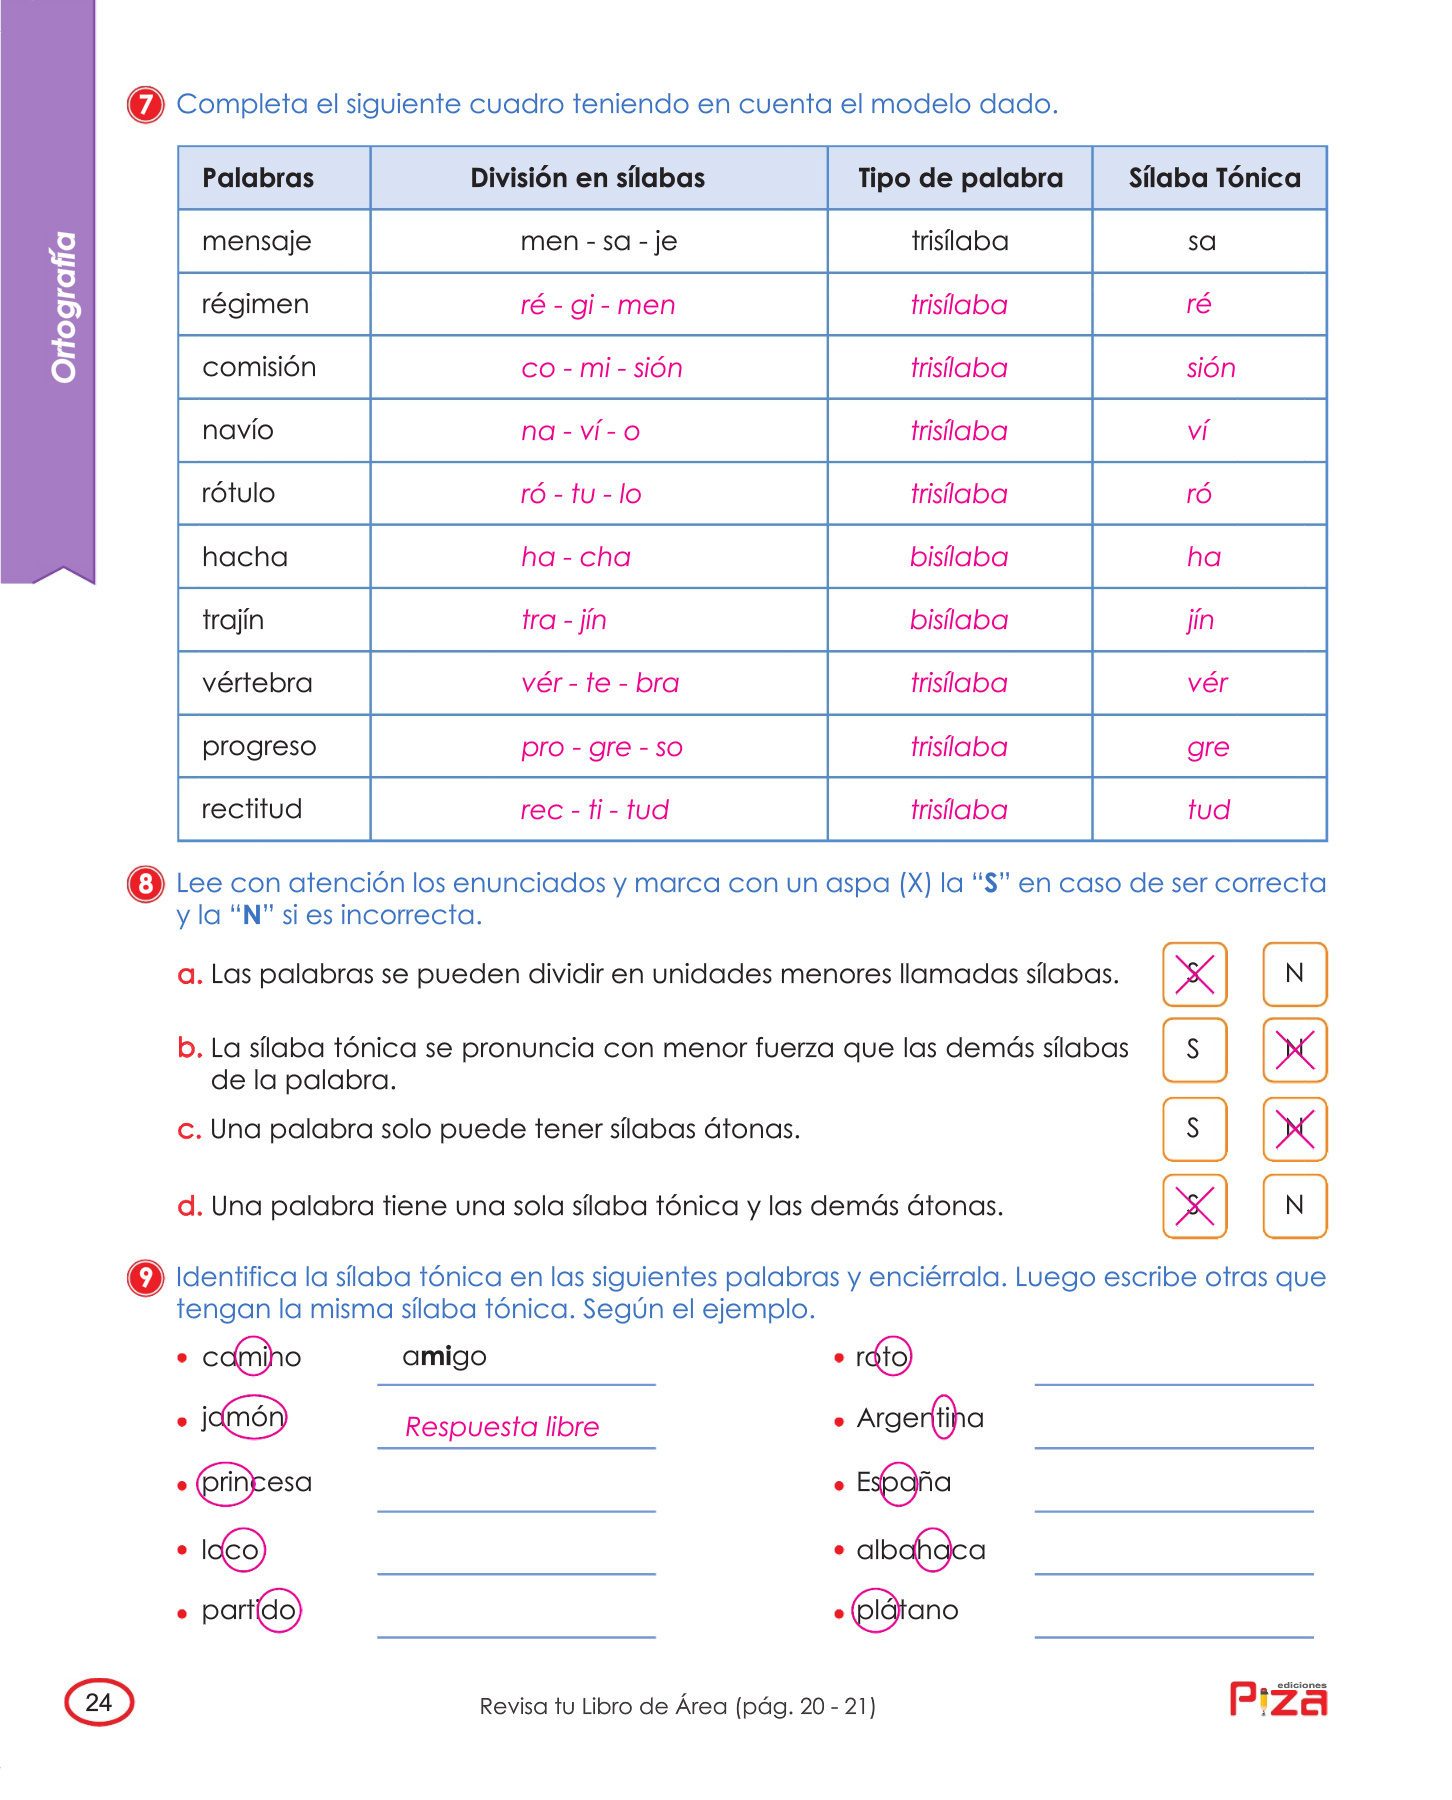 Ortografía
7 Completa el siguiente cuadro teniendo en cuenta el modelo dado.
Palabras División en sílabas Tipo de palabra Sílaba Tónica
mensaje men - sa - je trisílaba sa
régimen ré - gi - men trisílaba ré
comisión co - mi - sión trisílaba sión
navío na - ví - o trisílaba ví
rótulo ró - tu - lo trisílaba ró
hacha ha - cha bisílaba ha
trajín tra - jín bisílaba jín
vértebra vér - te - bra trisílaba vér
progreso pro - gre - so trisílaba gre
rectitud rec - ti - tud trisílaba tud
8 Lee con atención los enunciados y marca con un aspa (X) la “S” en caso de ser correcta
y la “N” si es incorrecta.
a. Las palabras se pueden dividir en unidades menores llamadas sílabas. S N
b. La sílaba tónica se pronuncia con menor fuerza que las demás sílabas S N
de la palabra.
c. Una palabra solo puede tener sílabas átonas. S N
d. Una palabra tiene una sola sílaba tónica y las demás átonas. S N
9 Identifica la sílaba tónica en las siguientes palabras y enciérrala. Luego escribe otras que
tengan la misma sílaba tónica. Según el ejemplo.
• camino amigo • roto
• jamón Respuesta libre • Argentina
• princesa • España
• loco • albahaca
• partido • plátano
24 Revisa tu Libro de Área (pág. 20 - 21) ediciones
Piza